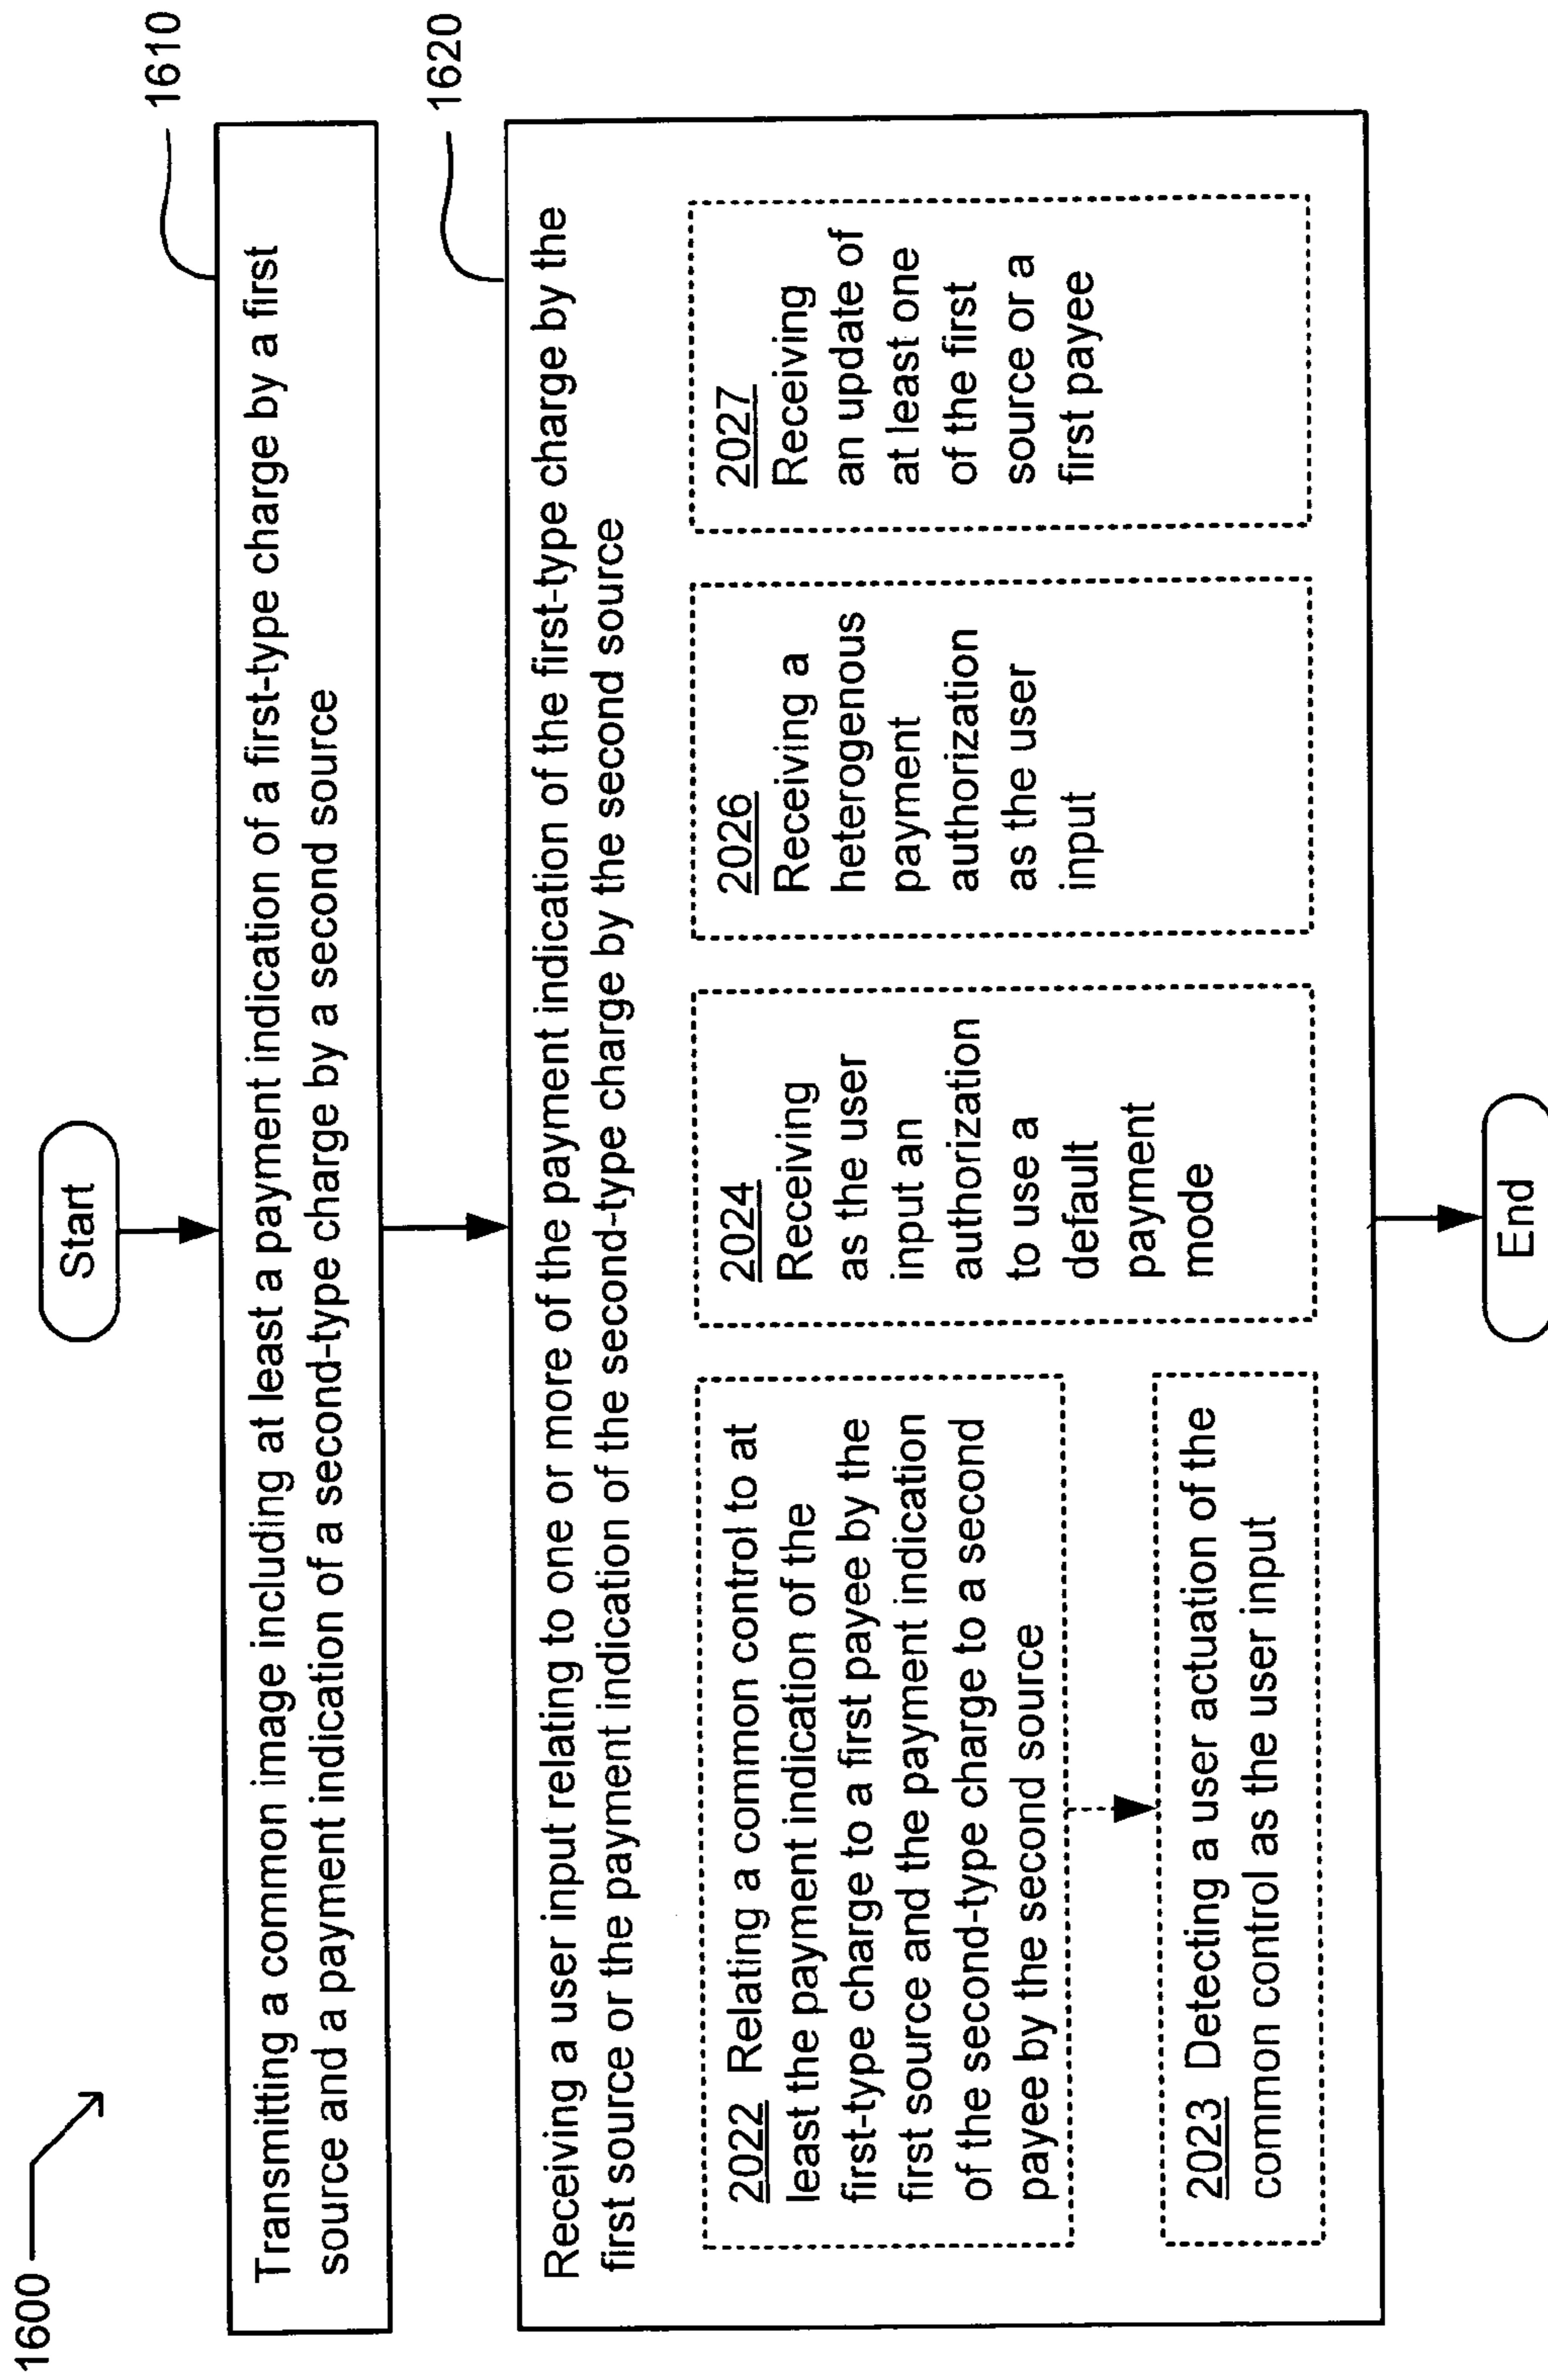 1600
Start
1610
Transmitting a common image including at least a payment indication of a first-type charge by a first
source and a payment indication of a second-type charge by a second source
1620
Receiving a user input relating to one or more of the payment indication of the first-type charge by the
first source or the payment indication of the second-type charge by the second source
2022 Relating a common control to at
least the payment indication of the
first-type charge to a first payee by the
first source and the payment indication
of the second-type charge to a second
payee by the second source
2023 Detecting a user actuation of the
common control as the user input
2024
Receiving
as the user
input an
authorization
to use a
default
payment
mode
2026
Receiving a
heterogenous
payment
authorization
as the user
input
2027
Receiving
an update of
at least one
of the first
source or a
first payee
End